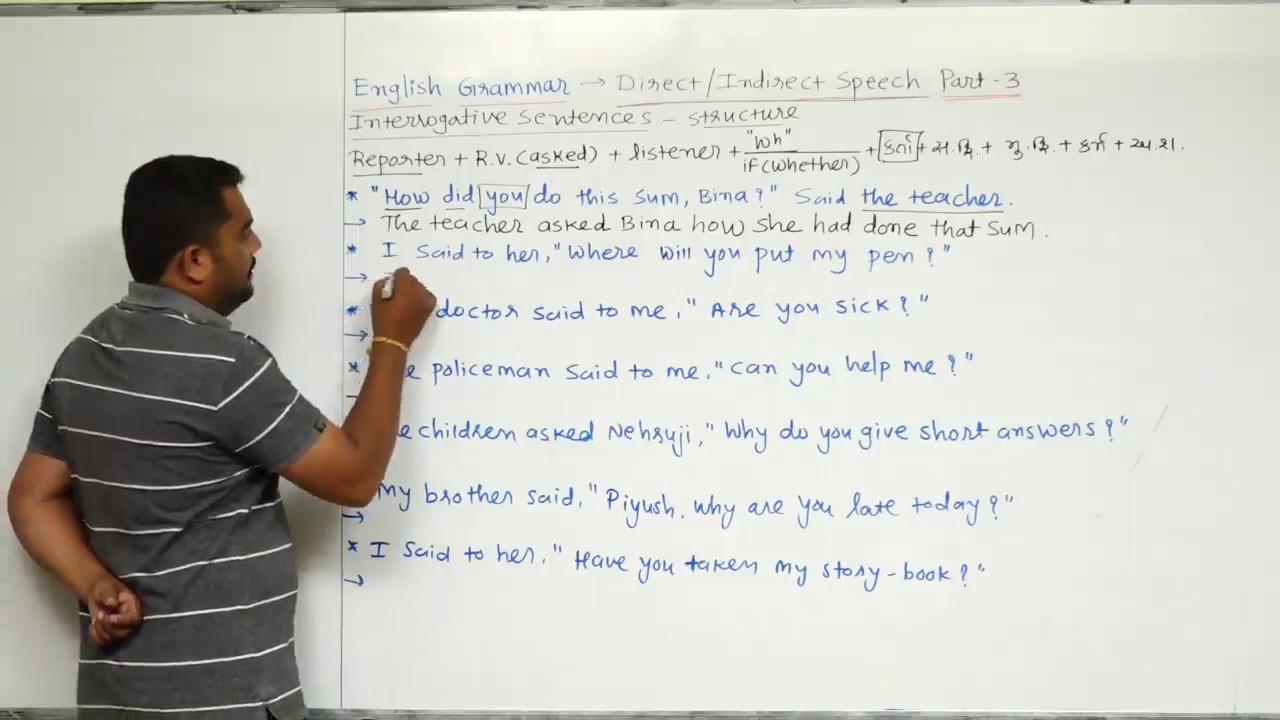 English Grammar → Direct/Indirect Speech Part-3
Interrogative Sentences - structure
Reporter + R.V. (asked) + listener + "Wh" / if (whether) + કર્તા + સ.ક્રિ + મુ.ક્રિ. + કર્મ + અ.શ.
* "How did you do this sum, Bina?" Said the teacher.
→ The teacher asked Bina how she had done that sum.
* I said to her, "Where will you put my pen?"
→
* doctor said to me, "Are you sick?"
→
* policeman said to me, "can you help me?"
children asked Nehruji, "Why do you give short answers?"
My brother said, "Piyush, why are you late today?"
→
* I said to her, "Have you taken my story-book?"
→